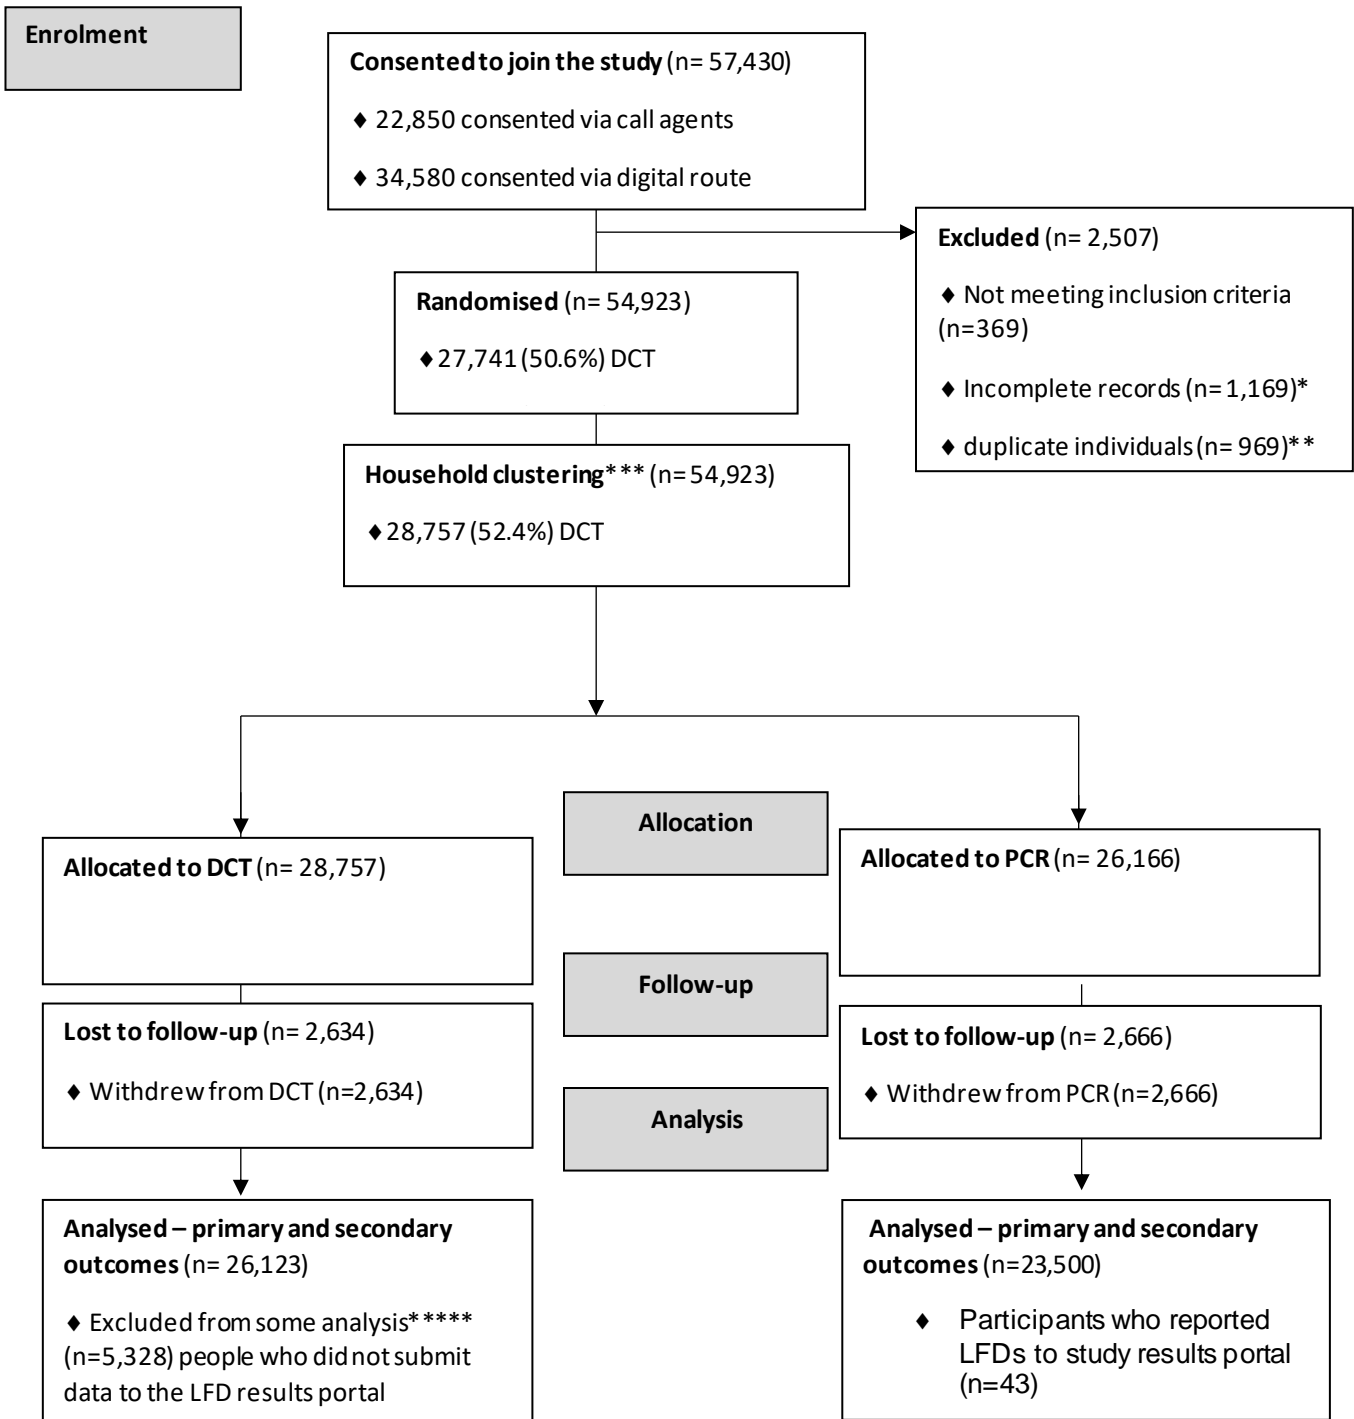 Enrolment
Consented to join the study (n= 57,430)
♦ 22,850 consented via call agents
♦ 34,580 consented via digital route
Excluded (n= 2,507)
♦ Not meeting inclusion criteria
(n=369)
♦ Incomplete records (n= 1,169)*
♦ duplicate individuals (n= 969)**
Randomised (n= 54,923)
♦ 27,741 (50.6%) DCT
Household clustering*** (n= 54,923)
♦ 28,757 (52.4%) DCT
Allocation
Allocated to DCT (n= 28,757)
Allocated to PCR (n= 26,166)
Follow-up
Lost to follow-up (n= 2,634)
♦ Withdrew from DCT (n=2,634)
Lost to follow-up (n= 2,666)
♦ Withdrew from PCR (n=2,666)
Analysis
Analysed – primary and secondary
outcomes (n= 26,123)
♦ Excluded from some analysis*****
(n=5,328) people who did not submit
data to the LFD results portal
Analysed – primary and secondary
outcomes (n=23,500)
♦ Participants who reported
LFDs to study results portal
(n=43)